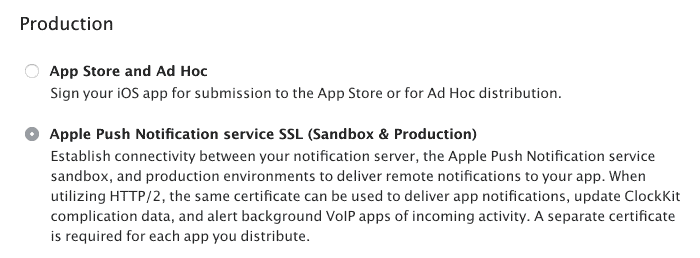 Production
App Store and Ad Hoc
Sign your iOS app for submission to the App Store or for Ad Hoc distribution.
Apple Push Notification service SSL (Sandbox & Production)
Establish connectivity between your notification server, the Apple Push Notification service
sandbox, and production environments to deliver remote notifications to your app. When
utilizing HTTP/2, the same certificate can be used to deliver app notifications, update ClockKit
complication data, and alert background VoIP apps of incoming activity. A separate certificate
is required for each app you distribute.